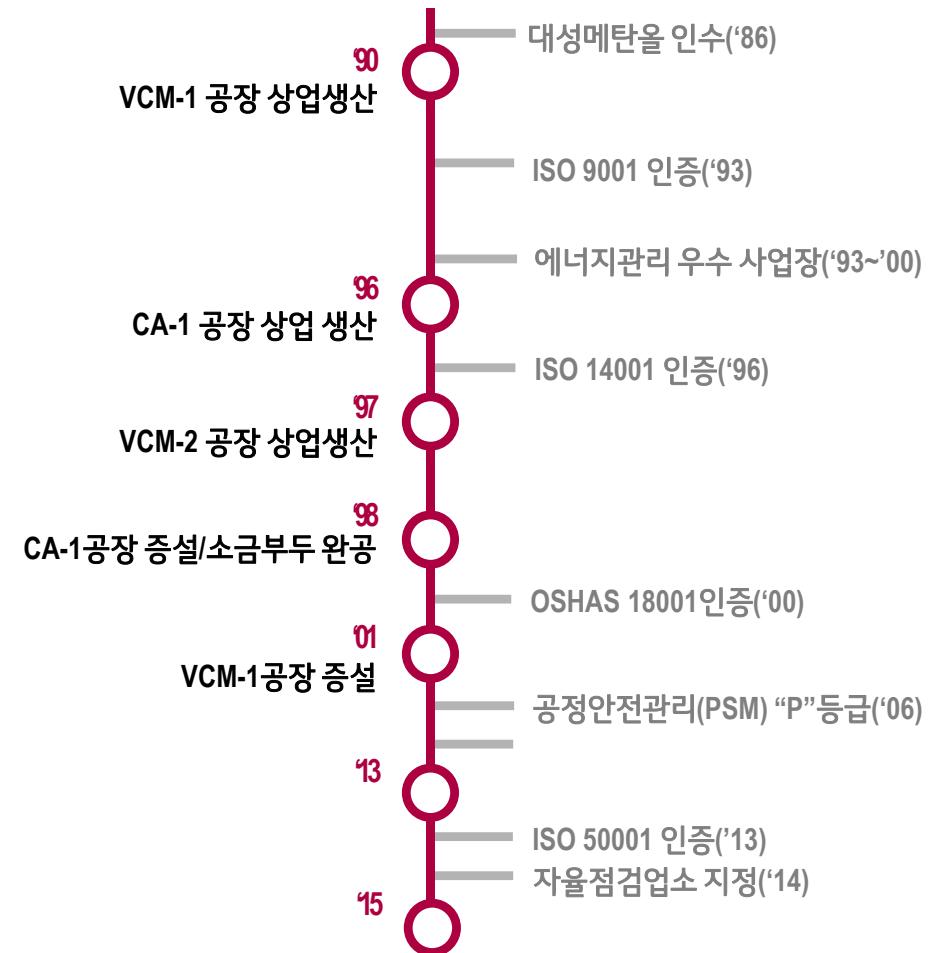 대성메탄올 인수(‘86)
‘90
VCM-1 공장 상업생산
ISO 9001 인증(‘93)
에너지관리 우수 사업장(‘93~’00)
‘96
CA-1 공장 상업 생산
ISO 14001 인증(‘96)
‘97
VCM-2 공장 상업생산
‘98
CA-1공장 증설/소금부두 완공
OSHAS 18001인증(‘00)
‘01
VCM-1공장 증설
공정안전관리(PSM) “P”등급(‘06)
‘13
ISO 50001 인증(’13)
자율점검업소 지정(‘14)
‘15